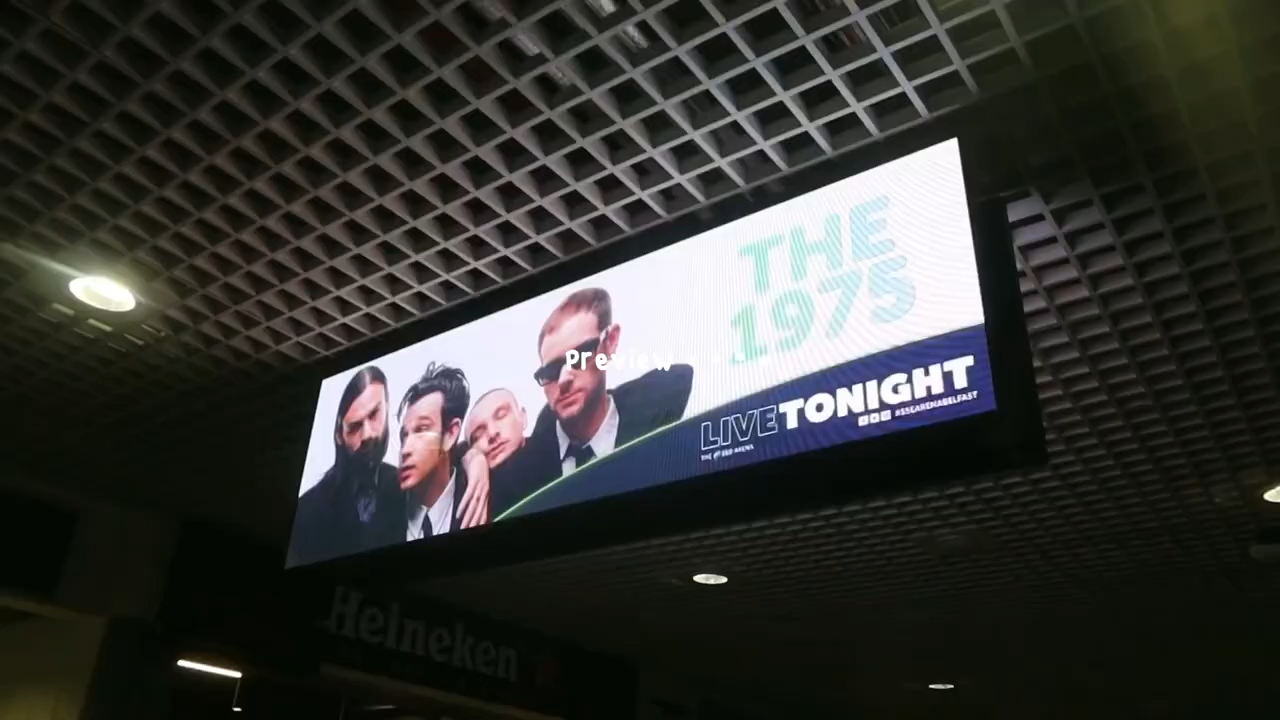 THE
1975
Preview
LIVE TONIGHT
THE SSE ARENA
#SSEARENABELFAST
Heineken